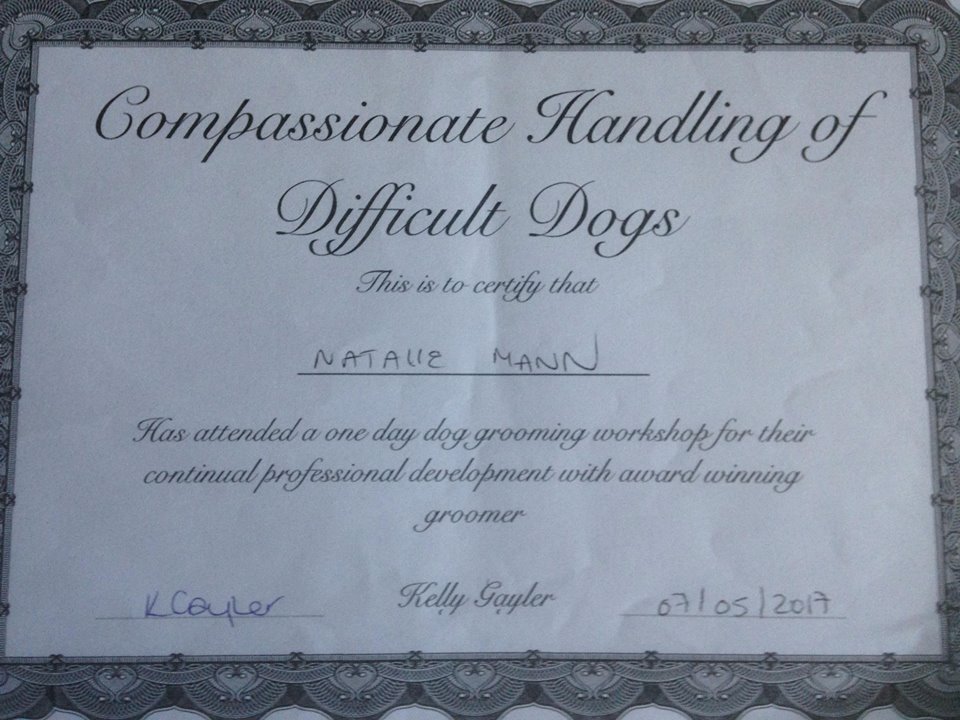 Compassionate Handling of
Difficult Dogs
This is to certify that
NATALIE MANN
Has attended a one day dog grooming workshop for their
continual professional development with award winning
groomer
K Gayler Kelly Gayler 07/05/2017